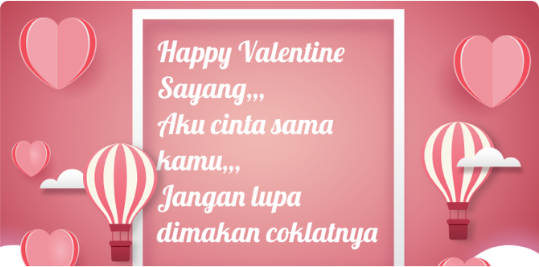 Happy Valentine
Sayang,,,
Aku cinta sama
kamu,,,
Jangan lupa
dimakan coklatnya